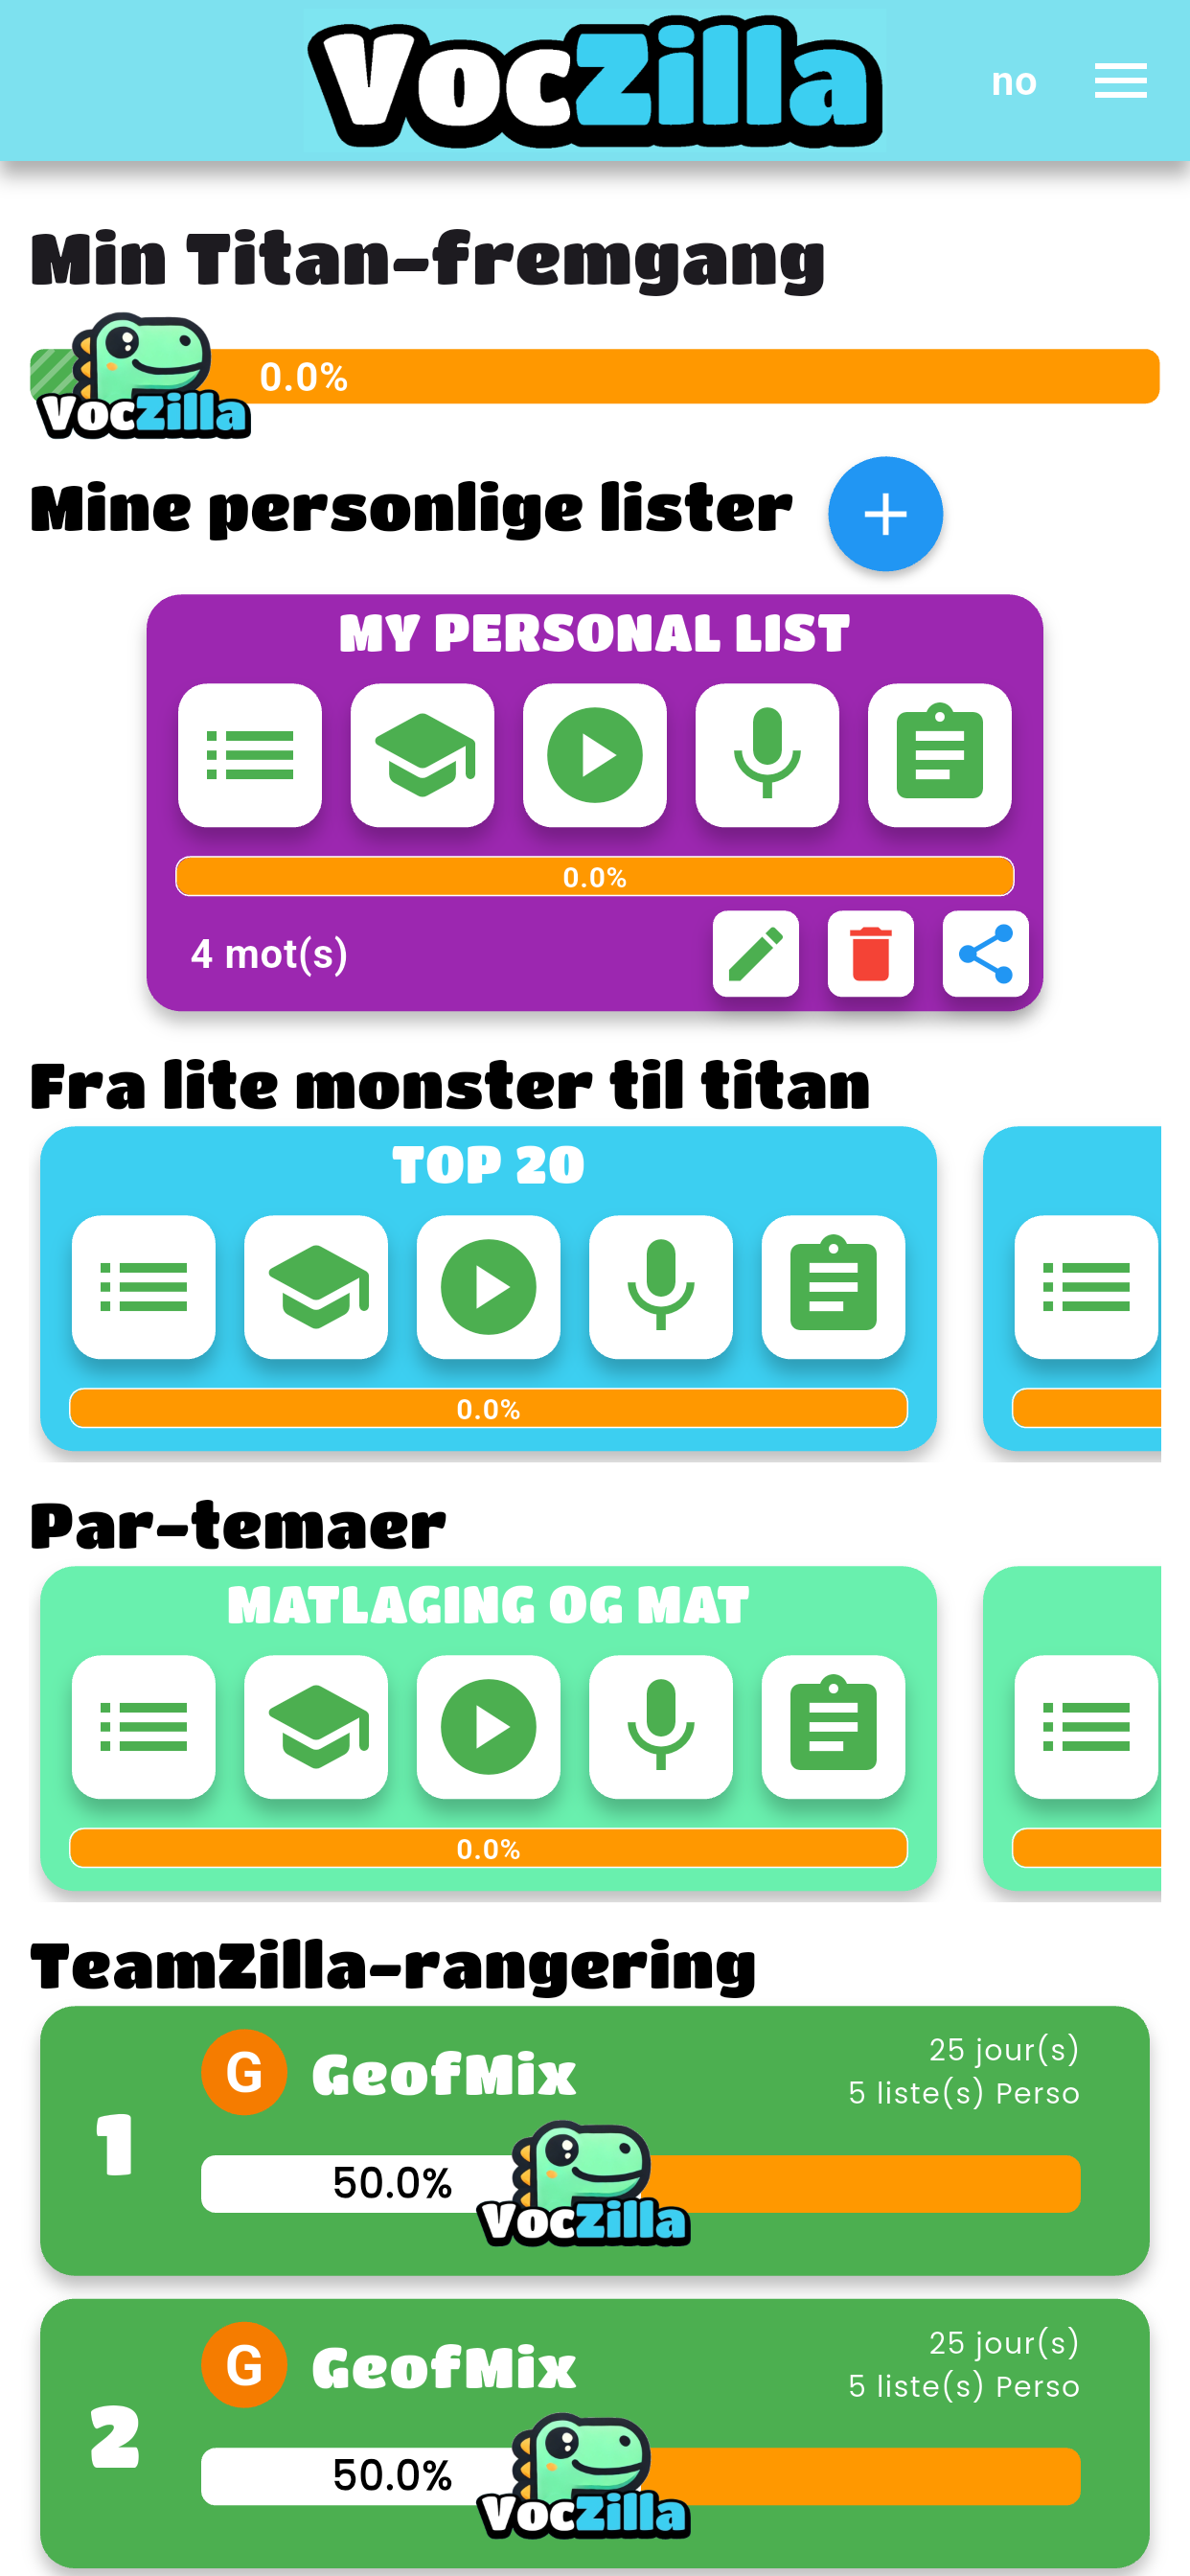 VocZilla
no
Min Titan-fremgang
0.0%
VocZilla
Mine personlige lister
MY PERSONAL LIST
0.0%
4 mot(s)
Fra lite monster til titan
TOP 20
0.0%
Par-temaer
MATLAGING OG MAT
0.0%
TeamZilla-rangering
1
G
GeofMix
25 jour(s)
5 liste(s) Perso
50.0%
VocZilla
2
G
GeofMix
25 jour(s)
5 liste(s) Perso
50.0%
VocZilla